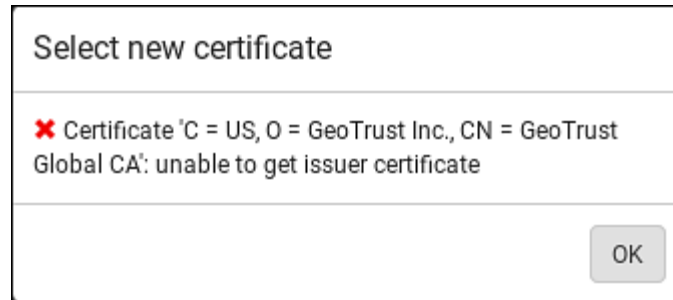 Select new certificate
✖ Certificate 'C = US, O = GeoTrust Inc., CN = GeoTrust
Global CA': unable to get issuer certificate
OK